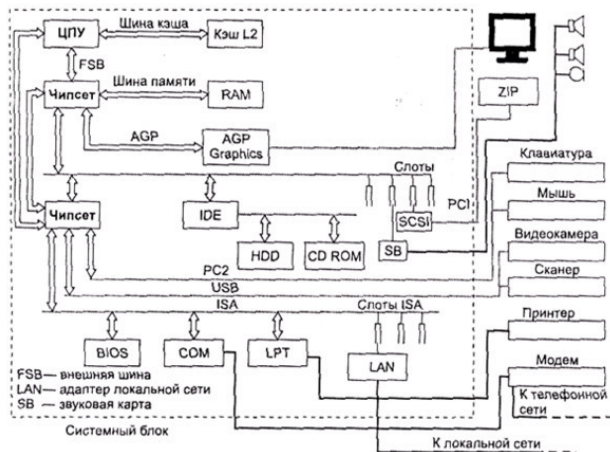 ЦПУ
Шина кэша
Кэш L2
FSB
Чипсет
Шина памяти
RAM
ZIP
AGP
AGP
Graphics
Слоты
Клавиатура
PCI
Чипсет
IDE
SCSI
Мышь
SB
HDD
CD ROM
Видеокамера
PC2
USB
Сканер
ISA
Слоты ISA
Принтер
BIOS
COM
LPT
LAN
Модем
FSB — внешняя шина
LAN — адаптер локальной сети
SB — звуковая карта
К телефонной
сети
Системный блок
К локальной сети